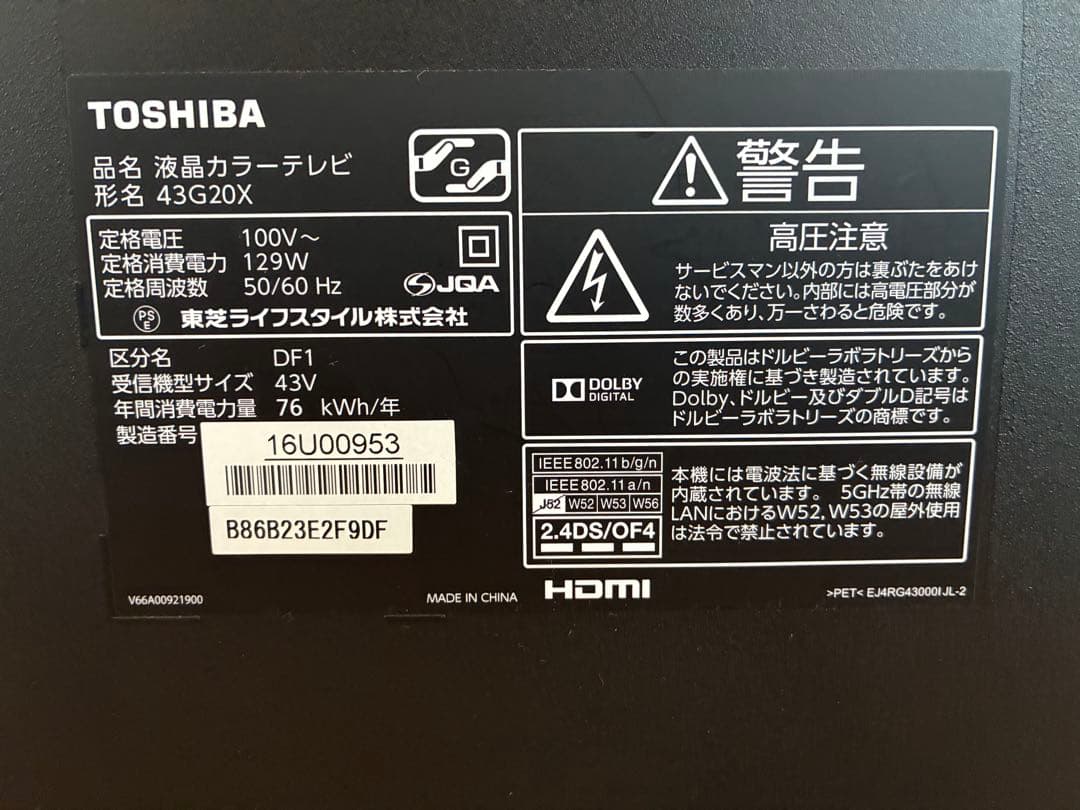 TOSHIBA
品名 液晶カラーテレビ
形名 43G20X
G
定格電圧 100V～
定格消費電力 129W
定格周波数 50/60 Hz
JQA
PS
E
東芝ライフスタイル株式会社
区分名 DF1
受信機型サイズ 43V
年間消費電力量 76 kWh/年
製造番号
16U00953
B86B23E2F9DF
V66A00921900
MADE IN CHINA
警告
高圧注意
サービスマン以外の方は裏ぶたをあけ
ないでください。内部には高電圧部分が
数多くあり、万一さわると危険です。
DOLBY
DIGITAL
この製品はドルビーラボラトリーズから
の実施権に基づき製造されています。
Dolby、ドルビー及びダブルD記号は
ドルビーラボラトリーズの商標です。
IEEE802.11b/g/n
IEEE802.11a/n
J52 W52 W53 W56
2.4DS/OF4
本機には電波法に基づく無線設備が
内蔵されています。 5GHz帯の無線
LANにおけるW52,W53の屋外使用
は法令で禁止されています。
HDMI
>PET< EJ4RG43000IJL-2